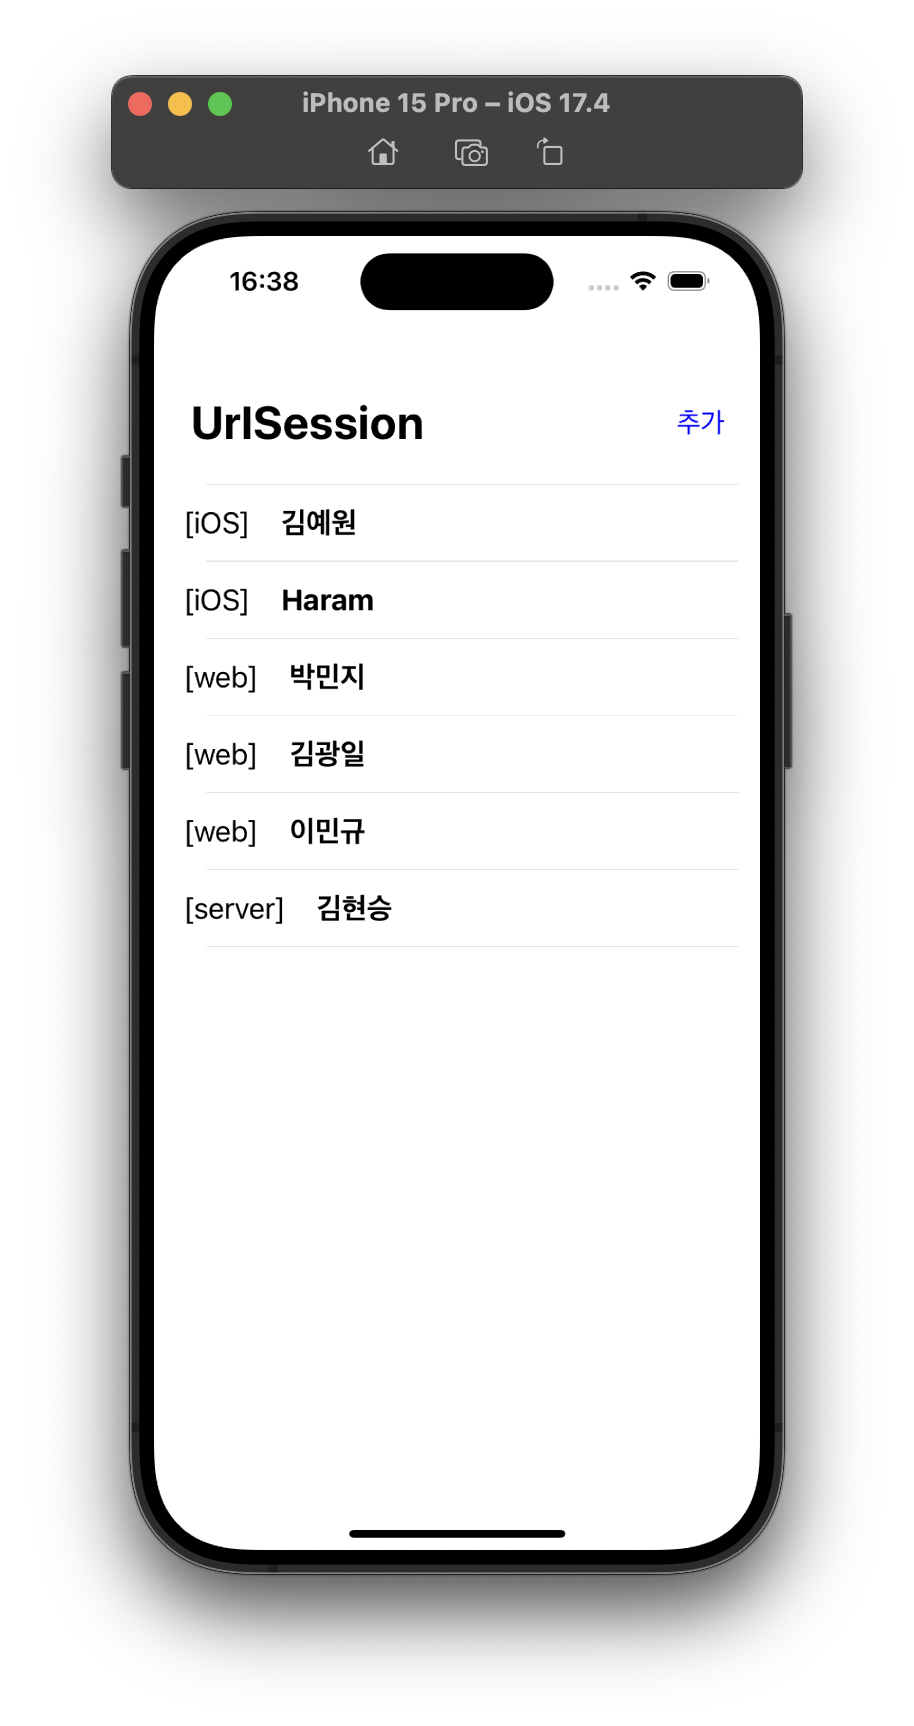 iPhone 15 Pro – iOS 17.4
16:38
UrlSession 추가
[iOS] 김예원
[iOS] Haram
[web] 박민지
[web] 김광일
[web] 이민규
[server] 김현승